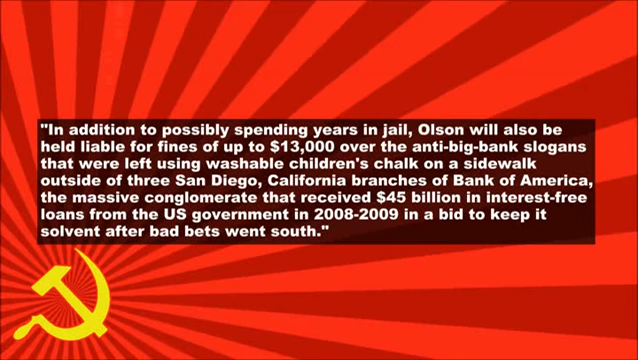 "In addition to possibly spending years in jail, Olson will also be
held liable for fines of up to $13,000 over the anti-big-bank slogans
that were left using washable children's chalk on a sidewalk
outside of three San Diego, California branches of Bank of America,
the massive conglomerate that received $45 billion in interest-free
loans from the US government in 2008-2009 in a bid to keep it
solvent after bad bets went south."